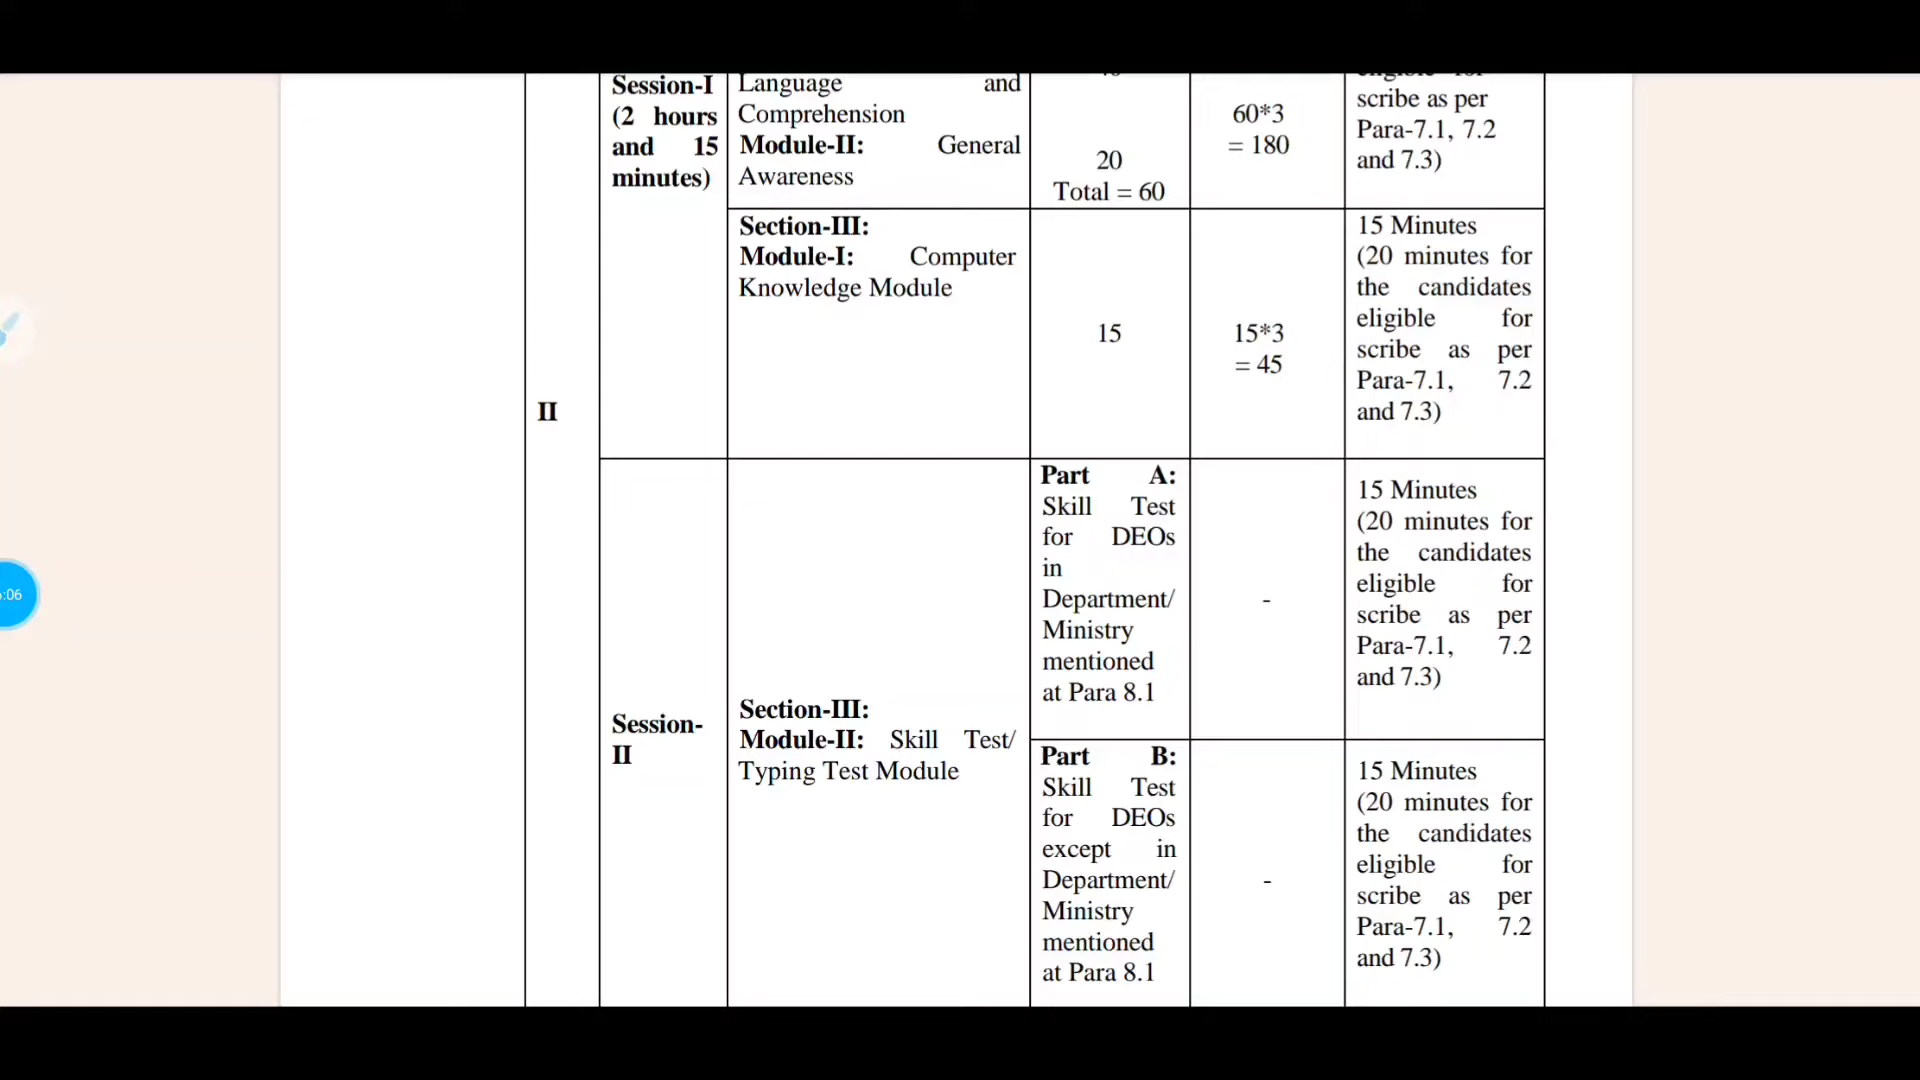 Session-I
(2 hours
and 15
minutes)
Language and
Comprehension
Module-II: General
Awareness
20
Total = 60
60*3
= 180
eligible for
scribe as per
Para-7.1, 7.2
and 7.3)
Section-III:
Module-I: Computer
Knowledge Module
15
15*3
= 45
15 Minutes
(20 minutes for
the candidates
eligible for
scribe as per
Para-7.1, 7.2
and 7.3)
II
Session-
II
Section-III:
Module-II: Skill Test/
Typing Test Module
Part A:
Skill Test
for DEOs
in
Department/
Ministry
mentioned
at Para 8.1
-
15 Minutes
(20 minutes for
the candidates
eligible for
scribe as per
Para-7.1, 7.2
and 7.3)
Part B:
Skill Test
for DEOs
except in
Department/
Ministry
mentioned
at Para 8.1
-
15 Minutes
(20 minutes for
the candidates
eligible for
scribe as per
Para-7.1, 7.2
and 7.3)
:06